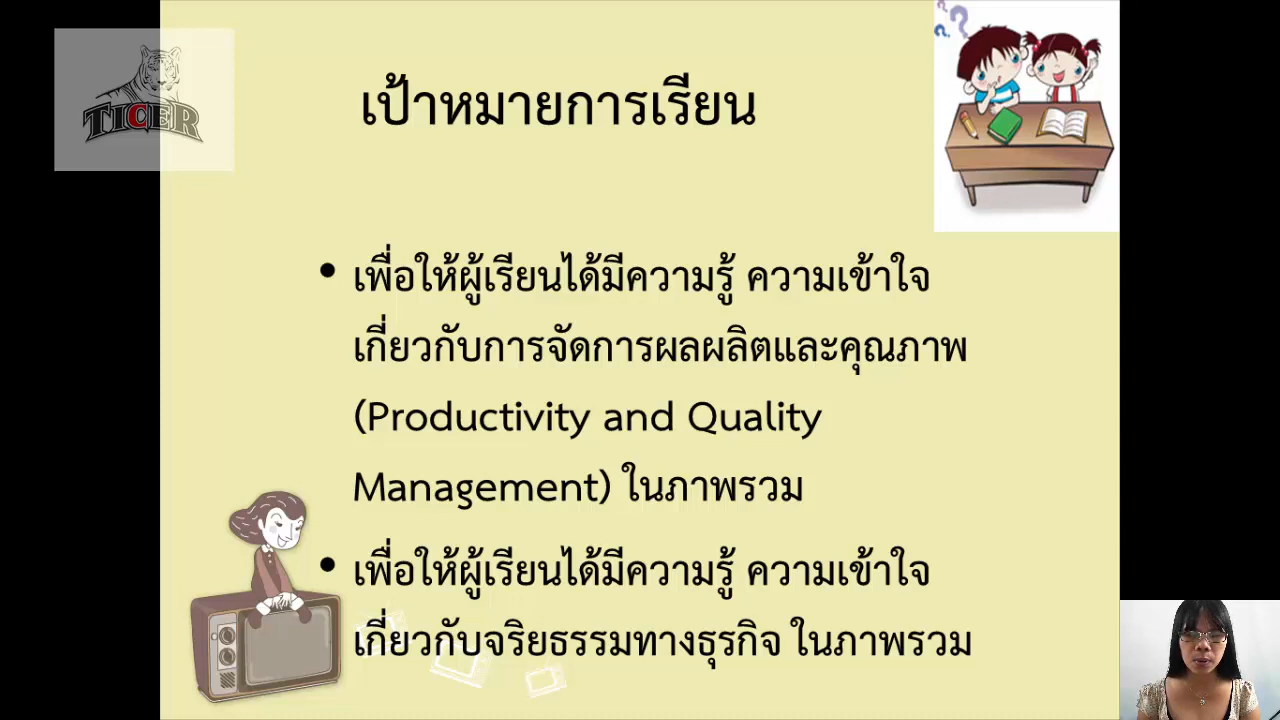 TICER
เป้าหมายการเรียน
• เพื่อให้ผู้เรียนได้มีความรู้ ความเข้าใจ
เกี่ยวกับการจัดการผลผลิตและคุณภาพ
(Productivity and Quality
Management) ในภาพรวม
• เพื่อให้ผู้เรียนได้มีความรู้ ความเข้าใจ
เกี่ยวกับจริยธรรมทางธุรกิจ ในภาพรวม